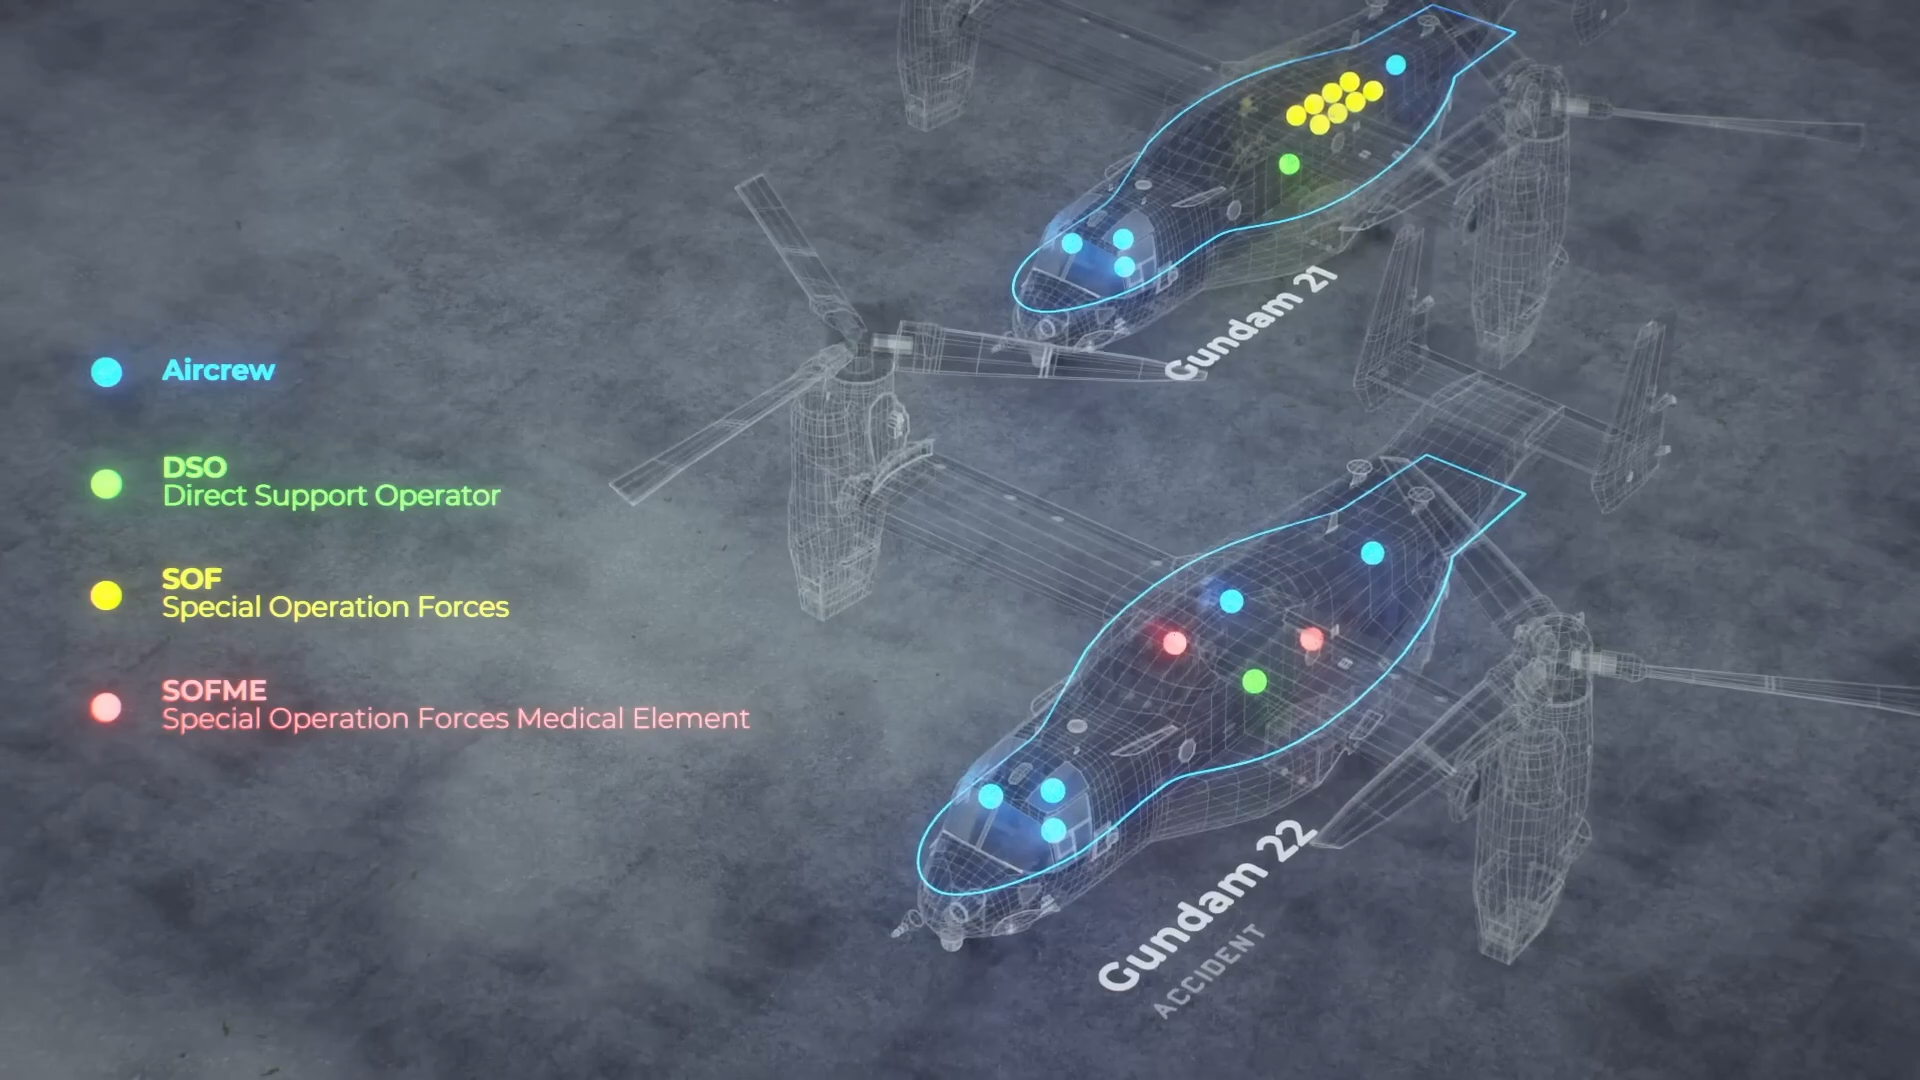 Aircrew
DSO
Direct Support Operator
SOF
Special Operation Forces
SOFME
Special Operation Forces Medical Element
Gundam 21
Gundam 22
ACCIDENT